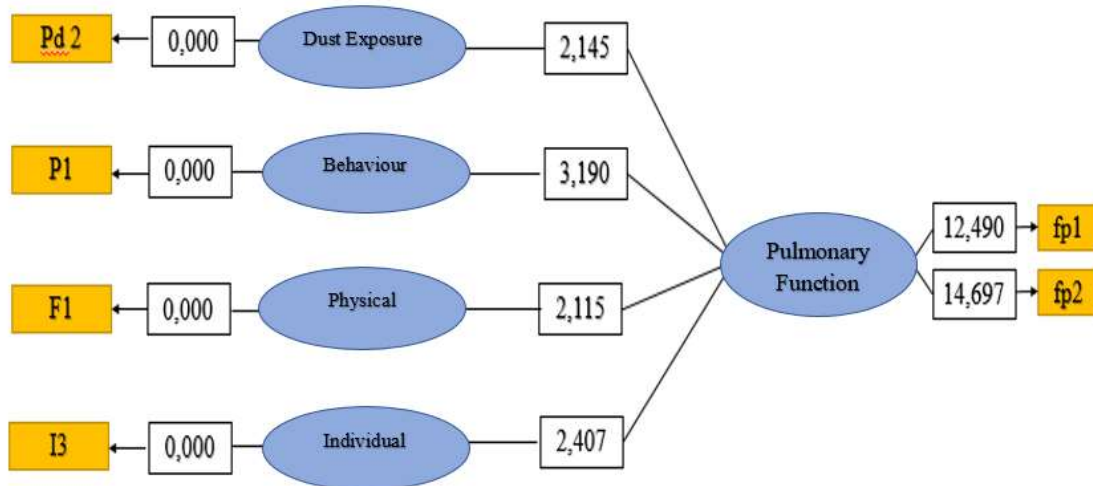 Pd 2
0,000
Dust Exposure
2,145
P1
0,000
Behaviour
3,190
F1
0,000
Physical
2,115
I3
0,000
Individual
2,407
Pulmonary
Function
12,490
fp1
14,697
fp2